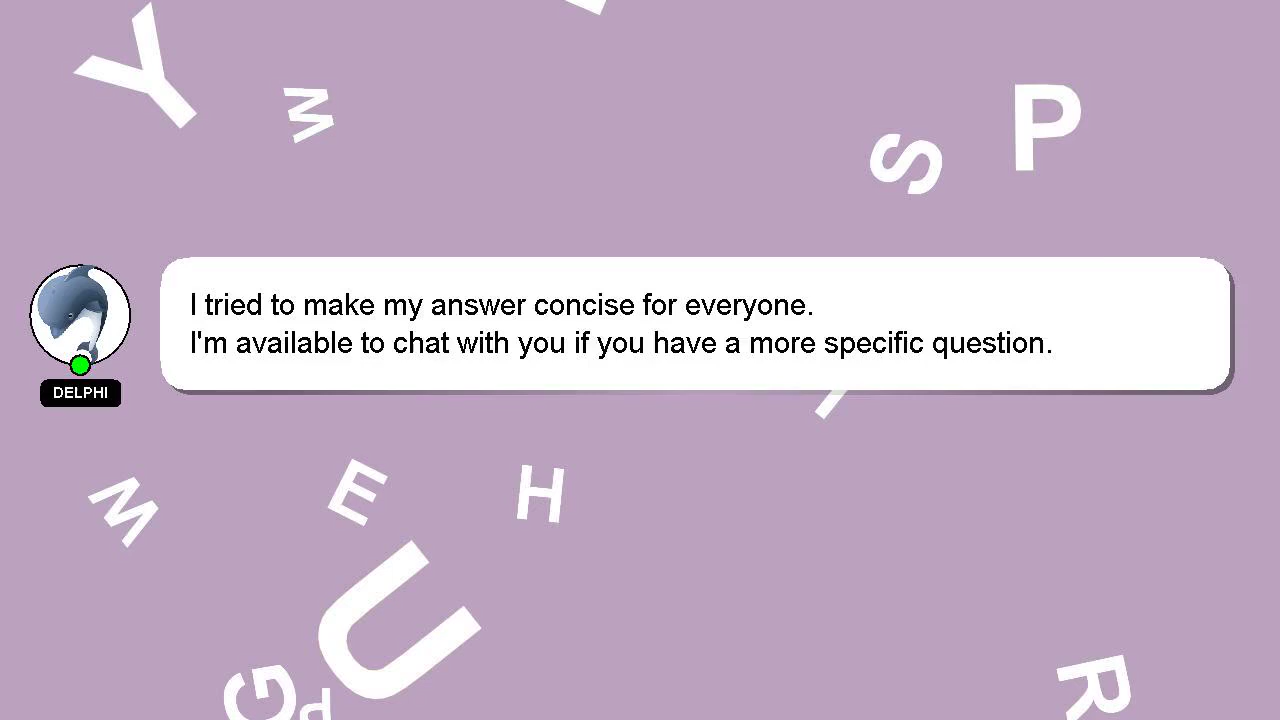 Y
W
S
P
I tried to make my answer concise for everyone.
I'm available to chat with you if you have a more specific question.
DELPHI
W
E
H
U
G
R